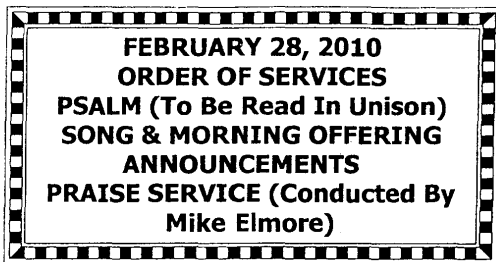 FEBRUARY 28, 2010
ORDER OF SERVICES
PSALM (To Be Read In Unison)
SONG & MORNING OFFERING
ANNOUNCEMENTS
PRAISE SERVICE (Conducted By
Mike Elmore)